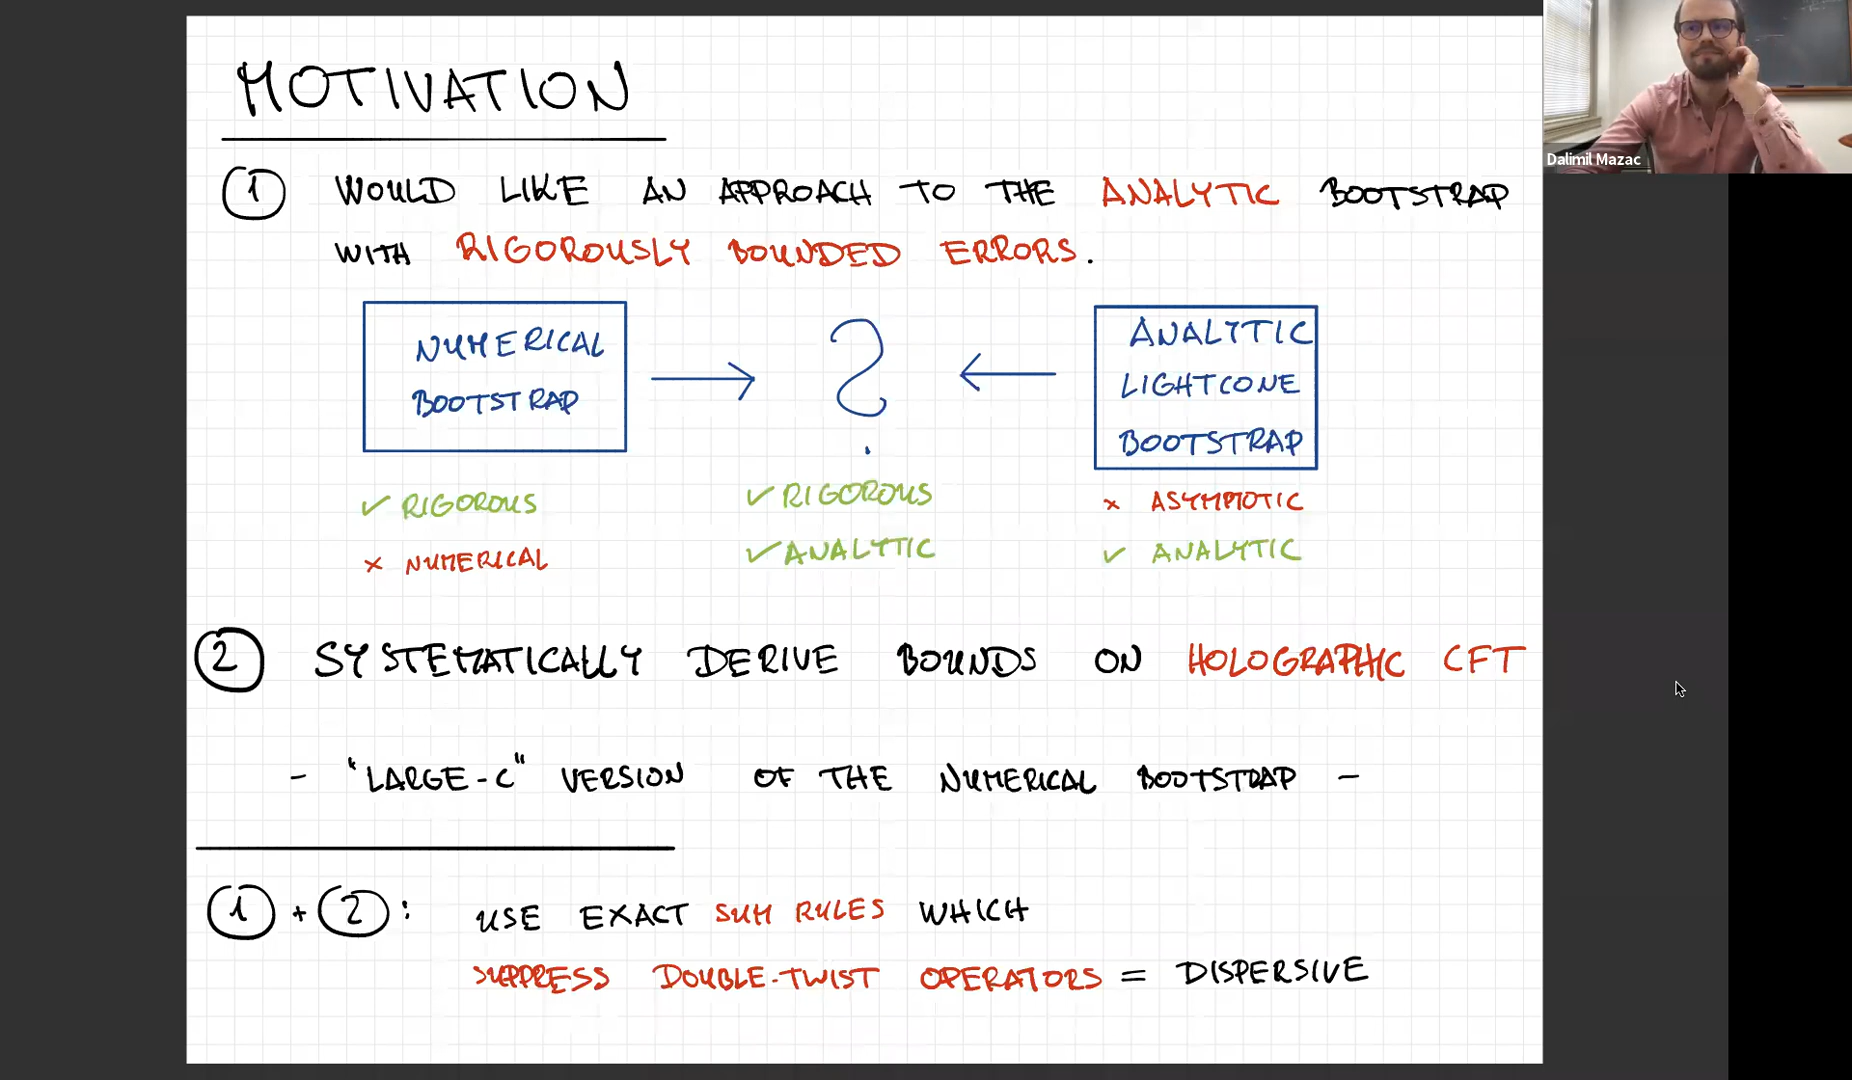 MOTIVATION
① WOULD LIKE AN APPROACH TO THE ANALYTIC BOOTSTRAP
WITH RIGOROUSLY BOUNDED ERRORS.
NUMERICAL
BOOTSTRAP
?
ANALYTIC
LIGHTCONE
BOOTSTRAP
✓ RIGOROUS
× NUMERICAL
✓ RIGOROUS
✓ ANALYTIC
× ASYMPTOTIC
✓ ANALYTIC
② SYSTEMATICALLY DERIVE BOUNDS ON HOLOGRAPHIC CFT
- "LARGE-C" VERSION OF THE NUMERICAL BOOTSTRAP -
① + ②: USE EXACT SUM RULES WHICH
SUPPRESS DOUBLE-TWIST OPERATORS = DISPERSIVE
Dalimil Mazac